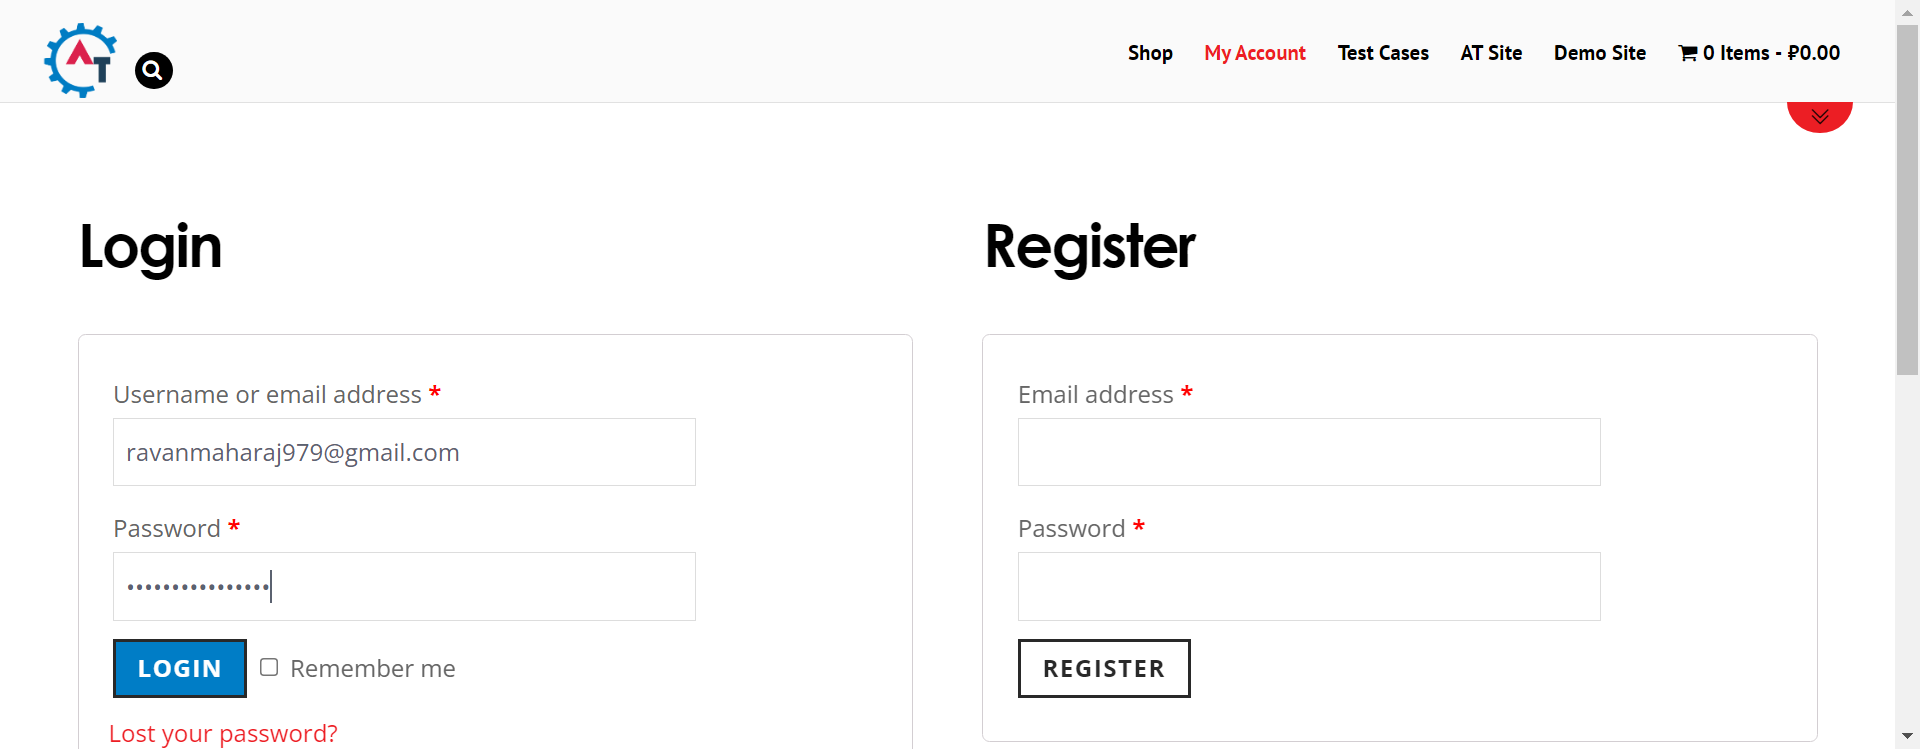 AT
Shop My Account Test Cases AT Site Demo Site 0 Items - ₽0.00
Login
Username or email address *
ravanmaharaj979@gmail.com
Password *
••••••••••••••••
LOGIN Remember me
Lost your password?
Register
Email address *
Password *
REGISTER